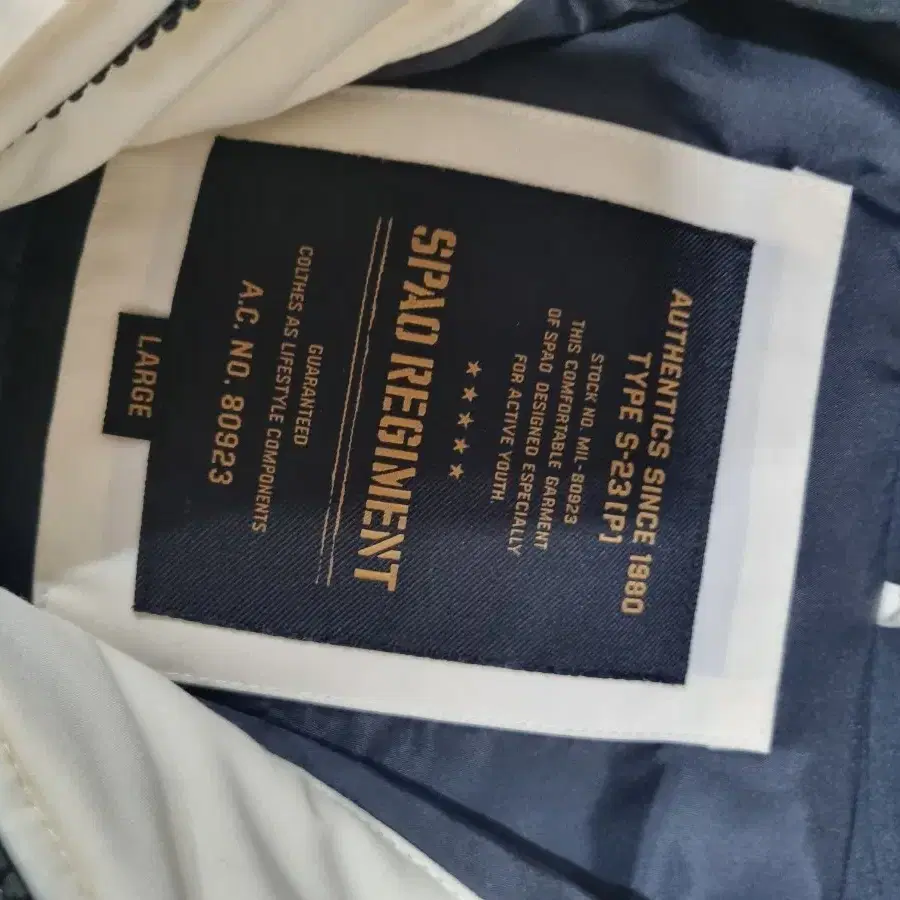 AUTHENTICS SINCE 1980
TYPE S-23 [P]
STOCK NO. MIL-80923
THIS COMFORTABLE GARMENT
OF SPAO DESIGNED ESPECIALLY
FOR ACTIVE YOUTH.
★★★★★
SPAO REGIMENT
GUARANTEED
COLTHES AS LIFESTYLE COMPONENTS
A.C. NO. 80923
LARGE